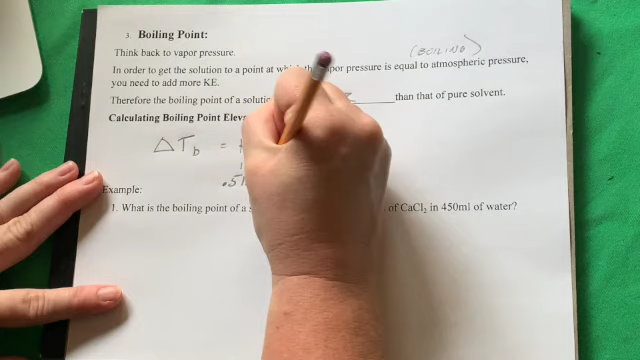 3. Boiling Point:
(BOILING)
Think back to vapor pressure.
In order to get the solution to a point at which the vapor pressure is equal to atmospheric pressure,
you need to add more KE.
Therefore the boiling point of a than that of pure solvent.
Calculating Boiling Point
ΔTb =
.51
Example:
1. What is the boiling point of a of CaCl₂ in 450ml of water?